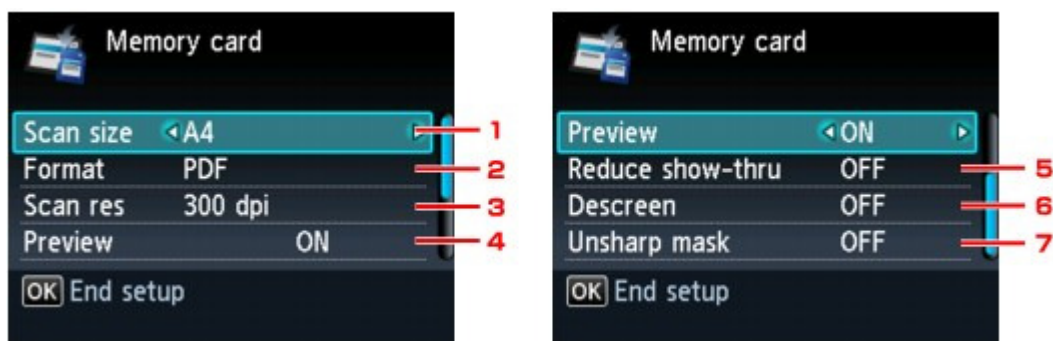 Memory card
Scan size A4 1
Format PDF 2
Scan res 300 dpi 3
Preview ON 4
OK End setup
Memory card
Preview ON
Reduce show-thru OFF 5
Descreen OFF 6
Unsharp mask OFF 7
OK End setup